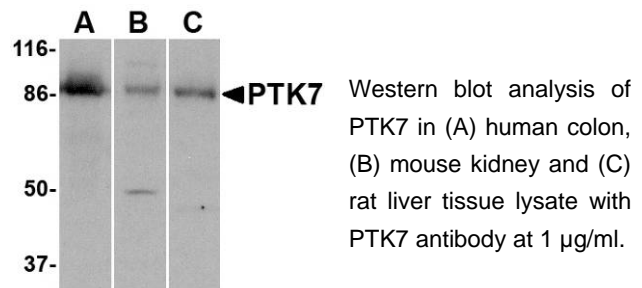 A B C
116-
86-
50-
37-
◄PTK7
Western blot analysis of
PTK7 in (A) human colon,
(B) mouse kidney and (C)
rat liver tissue lysate with
PTK7 antibody at 1 µg/ml.